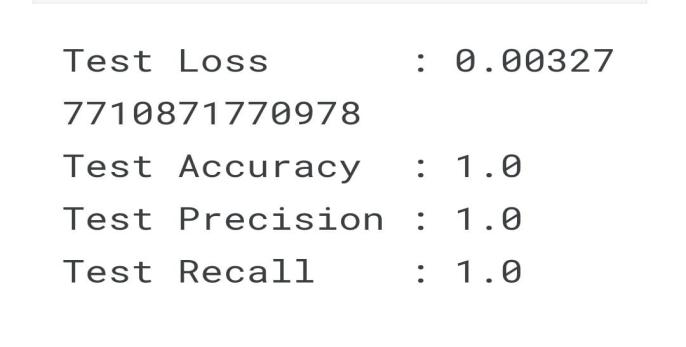 Test Loss      : 0.00327
7710871770978
Test Accuracy  : 1.0
Test Precision : 1.0
Test Recall    : 1.0